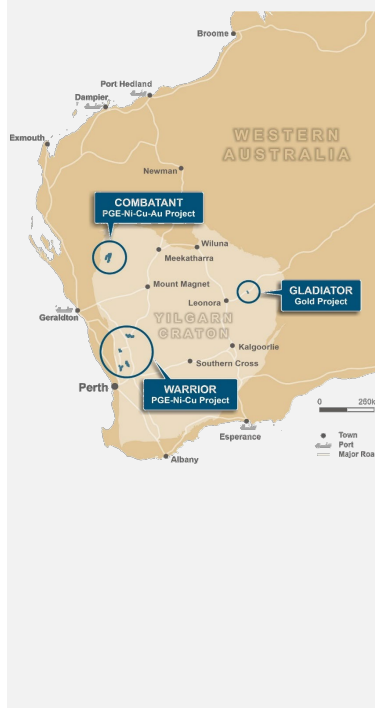 Broome
Port Hedland
Dampier
WESTERN
AUSTRALIA
Exmouth
Newman
COMBATANT
PGE-Ni-Cu-Au Project
Wiluna
Meekatharra
GLADIATOR
Gold Project
Mount Magnet
Leonora
Geraldton
YILGARN
CRATON
Kalgoorlie
Southern Cross
Perth
WARRIOR
PGE-Ni-Cu Project
0 250k
Esperance
Town
Port
Major Roa
Albany